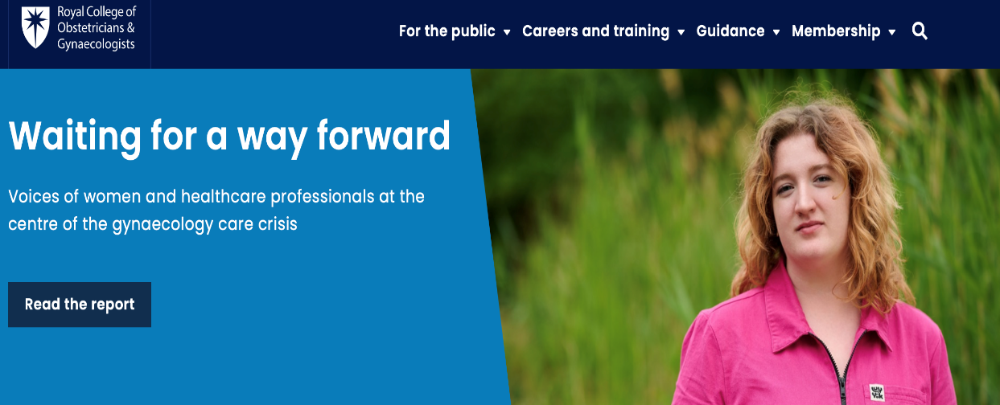 Royal College of
Obstetricians &
Gynaecologists
For the public
Careers and training
Guidance
Membership
Waiting for a way forward
Voices of women and healthcare professionals at the
centre of the gynaecology care crisis
Read the report